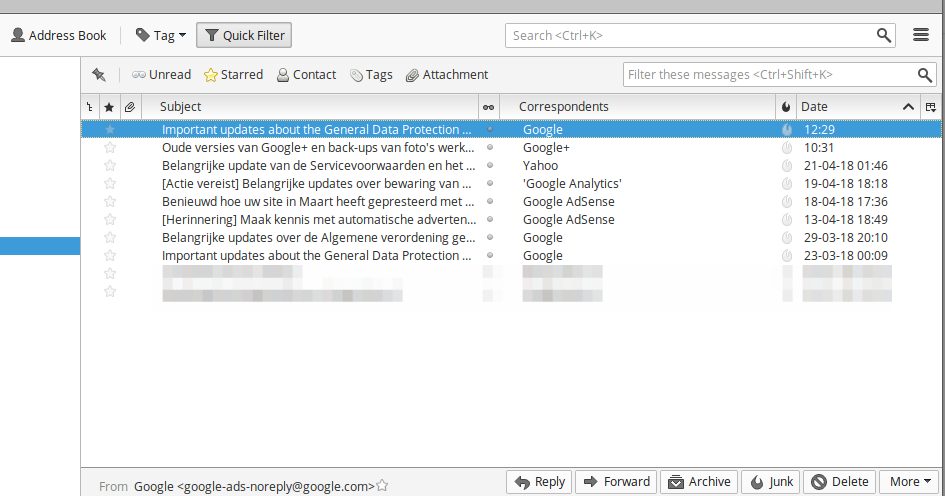 Address Book Tag Quick Filter Search <Ctrl+K>
Unread Starred Contact Tags Attachment Filter these messages <Ctrl+Shift+K>
Subject Correspondents Date
Important updates about the General Data Protection ... Google 12:29
Oude versies van Google+ en back-ups van foto's werk... Google+ 10:31
Belangrijke update van de Servicevoorwaarden en het ... Yahoo 21-04-18 01:46
[Actie vereist] Belangrijke updates over bewaring van ... 'Google Analytics' 19-04-18 18:18
Benieuwd hoe uw site in Maart heeft gepresteerd met ... Google AdSense 18-04-18 17:36
[Herinnering] Maak kennis met automatische adverten... Google AdSense 13-04-18 18:49
Belangrijke updates over de Algemene verordening ge... Google 29-03-18 20:10
Important updates about the General Data Protection ... Google 23-03-18 00:09
From Google <google-ads-noreply@google.com> Reply Forward Archive Junk Delete More